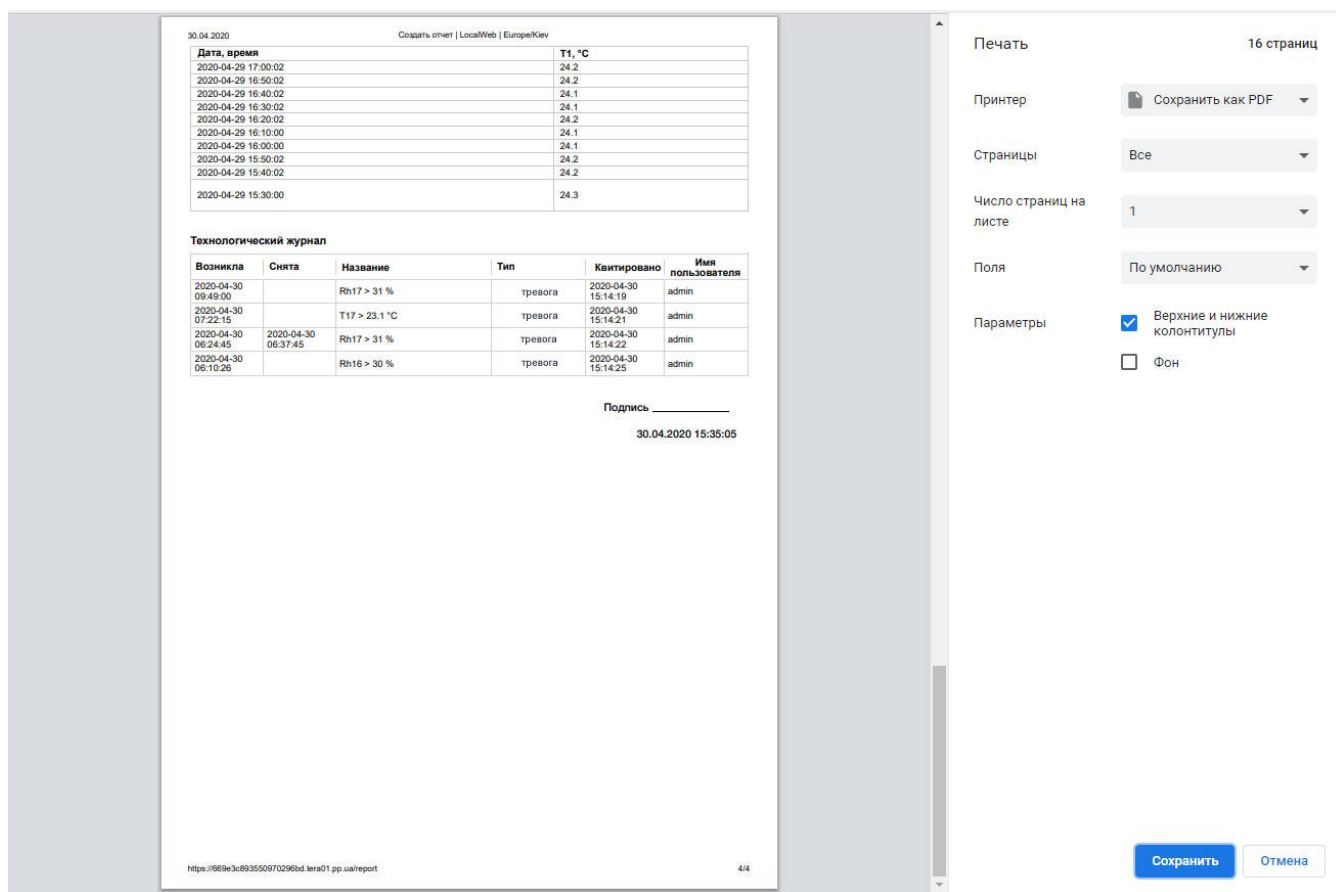 30.04.2020 Создать отчет | LocalWeb | Europe/Kiev
Дата, время T1, °C
2020-04-29 17:00:02 24.2
2020-04-29 16:50:02 24.2
2020-04-29 16:40:02 24.1
2020-04-29 16:30:02 24.1
2020-04-29 16:20:02 24.2
2020-04-29 16:10:00 24.1
2020-04-29 16:00:00 24.1
2020-04-29 15:50:02 24.2
2020-04-29 15:40:02 24.2
2020-04-29 15:30:00 24.3
Технологический журнал
Возникла Снята Название Тип Квитировано Имя пользователя
2020-04-30 09:49:00 Rh17 > 31 % тревога 2020-04-30 15:14:19 admin
2020-04-30 07:22:15 T17 > 23.1 °C тревога 2020-04-30 15:14:21 admin
2020-04-30 06:24:45 2020-04-30 06:37:45 Rh17 > 31 % тревога 2020-04-30 15:14:22 admin
2020-04-30 06:10:26 Rh16 > 30 % тревога 2020-04-30 15:14:25 admin
Подпись ____________
30.04.2020 15:35:05
https://669e3c893550970296bd.tera01.pp.ua/report 4/4
Печать 16 страниц
Принтер Сохранить как PDF
Страницы Все
Число страниц на листе 1
Поля По умолчанию
Параметры Верхние и нижние колонтитулы
Фон
Сохранить Отмена